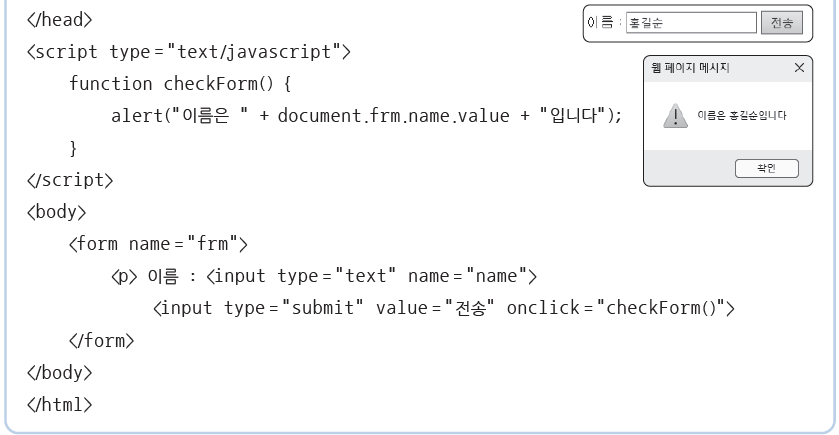 </head>
<script type="text/javascript">
function checkForm() {
alert("이름은 " + document.frm.name.value + "입니다");
}
</script>
<body>
<form name="frm">
<p> 이름 : <input type="text" name="name">
<input type="submit" value="전송" onclick="checkForm()">
</form>
</body>
</html>
이름 : 홍길순 전송
웹 페이지 메시지
이름은 홍길순입니다
확인